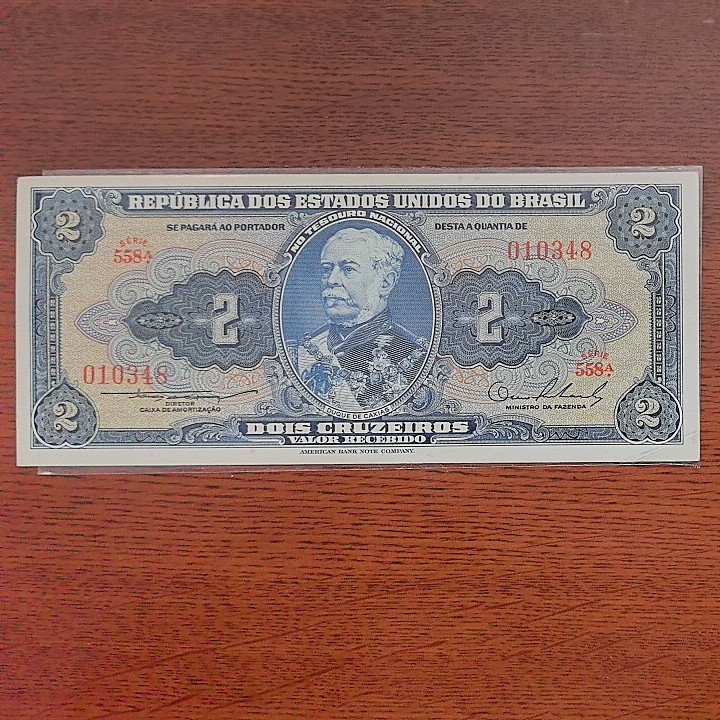 REPÚBLICA DOS ESTADOS UNIDOS DO BRASIL
2
2
SE PAGARÁ AO PORTADOR
NO TESOURO NACIONAL
DESTA A QUANTIA DE
SÉRIE
558A
010348
2
2
010348
SÉRIE
558A
DIRETOR
CAIXA DE AMORTIZAÇÃO
DUQUE DE CAXIAS
MINISTRO DA FAZENDA
2
2
DOIS CRUZEIROS
VALOR RECEBIDO
AMERICAN BANK NOTE COMPANY.